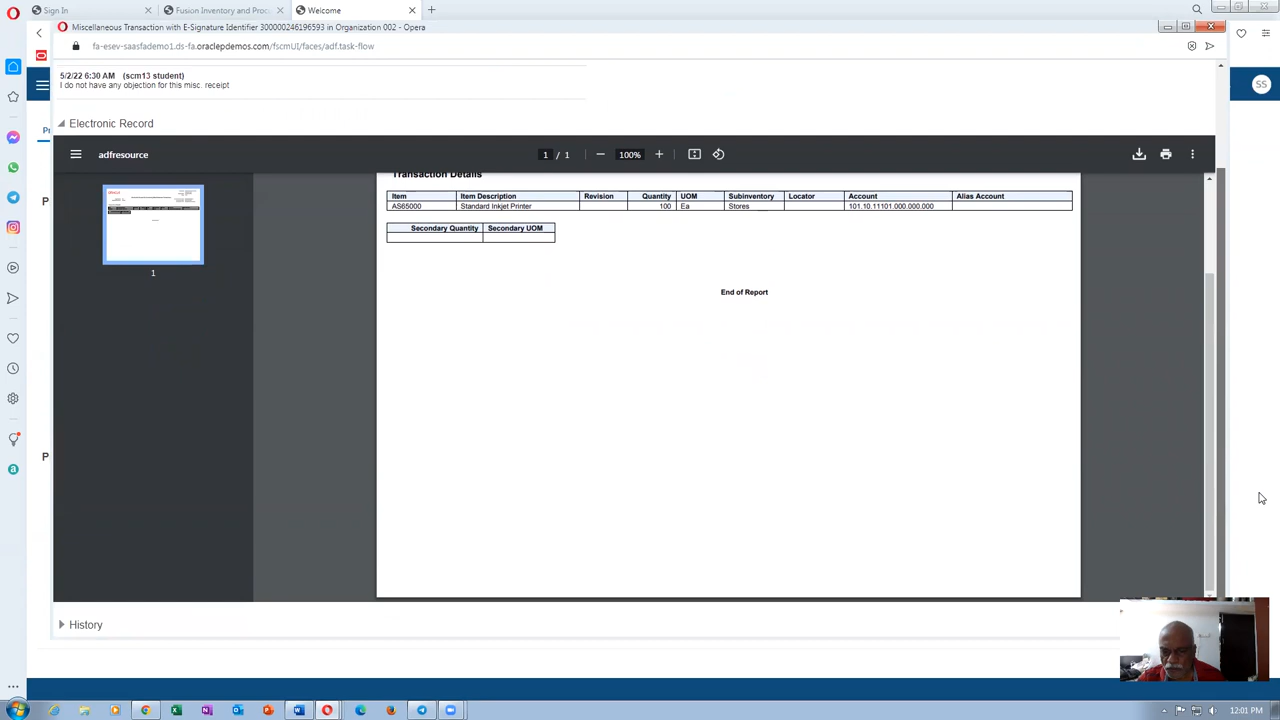 Sign In
Fusion Inventory and Proc
Welcome
Miscellaneous Transaction with E-Signature Identifier 300000246196593 in Organization 002 - Opera
fa-esev-saasfademo1.ds-fa.oraclepdemos.com/fscmUI/faces/adf.task-flow
SS
5/2/22 6:30 AM (scm13 student)
I do not have any objection for this misc. receipt
Electronic Record
adfresource
1 / 1
100%
Transaction Details
Item Item Description Revision Quantity UOM Subinventory Locator Account Alias Account
AS65000 Standard Inkjet Printer 100 Ea Stores 101.10.11101.000.000.000
Secondary Quantity Secondary UOM
1
End of Report
History
12:01 PM